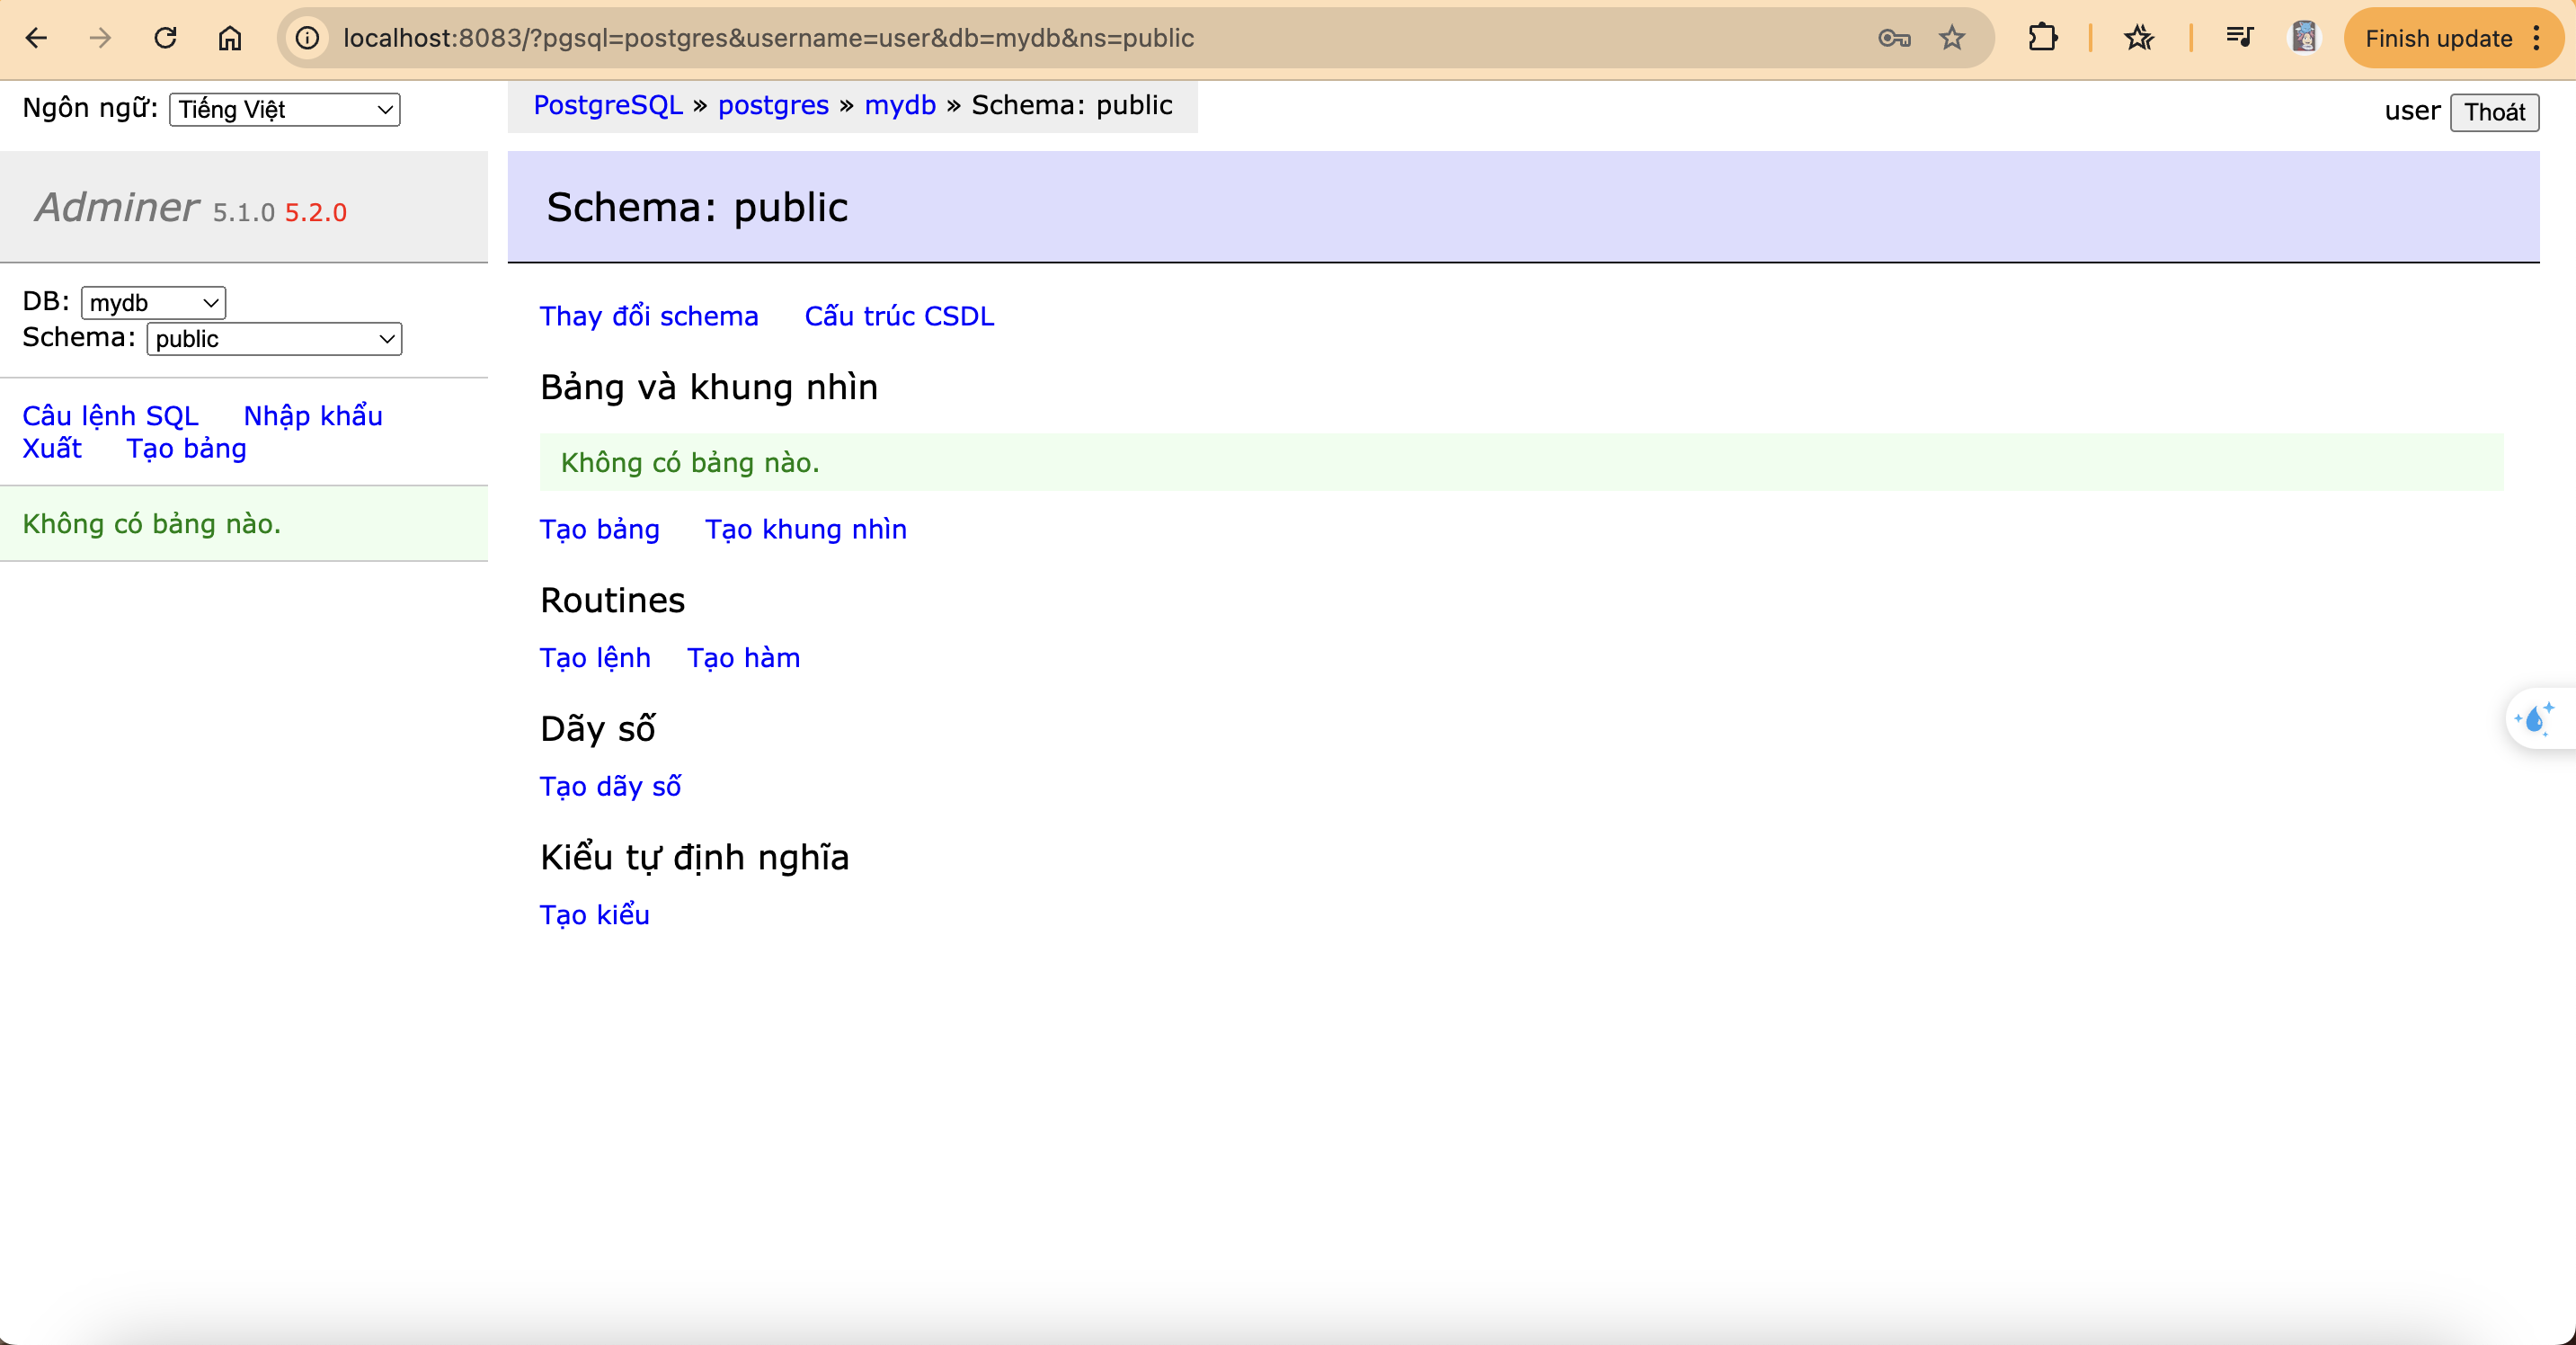 localhost:8083/?pgsql=postgres&username=user&db=mydb&ns=public
Finish update
Ngôn ngữ: Tiếng Việt
PostgreSQL » postgres » mydb » Schema: public
user Thoát
Adminer 5.1.0 5.2.0
Schema: public
DB: mydb
Schema: public
Câu lệnh SQL Nhập khẩu
Xuất Tạo bảng
Không có bảng nào.
Thay đổi schema Cấu trúc CSDL
Bảng và khung nhìn
Không có bảng nào.
Tạo bảng Tạo khung nhìn
Routines
Tạo lệnh Tạo hàm
Dãy số
Tạo dãy số
Kiểu tự định nghĩa
Tạo kiểu